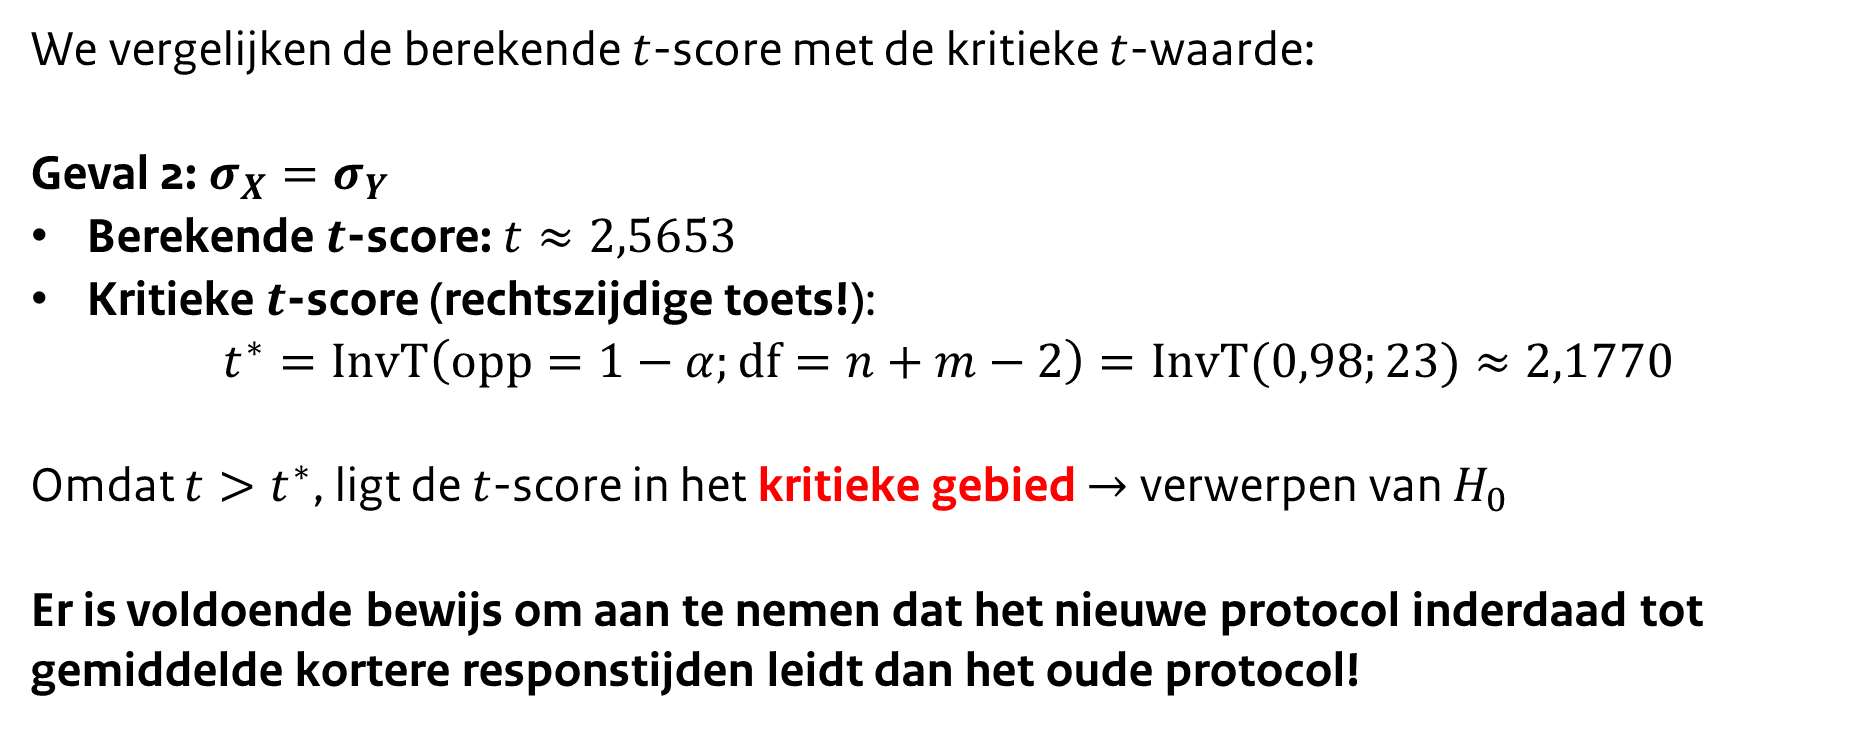 We vergelijken de berekende t-score met de kritieke t-waarde:
Geval 2: σ_X = σ_Y
• Berekende t-score: t ≈ 2,5653
• Kritieke t-score (rechtszijdige toets!):
t* = InvT(opp = 1 − α; df = n + m − 2) = InvT(0,98; 23) ≈ 2,1770
Omdat t > t*, ligt de t-score in het kritieke gebied → verwerpen van H₀
Er is voldoende bewijs om aan te nemen dat het nieuwe protocol inderdaad tot
gemiddelde kortere responstijden leidt dan het oude protocol!